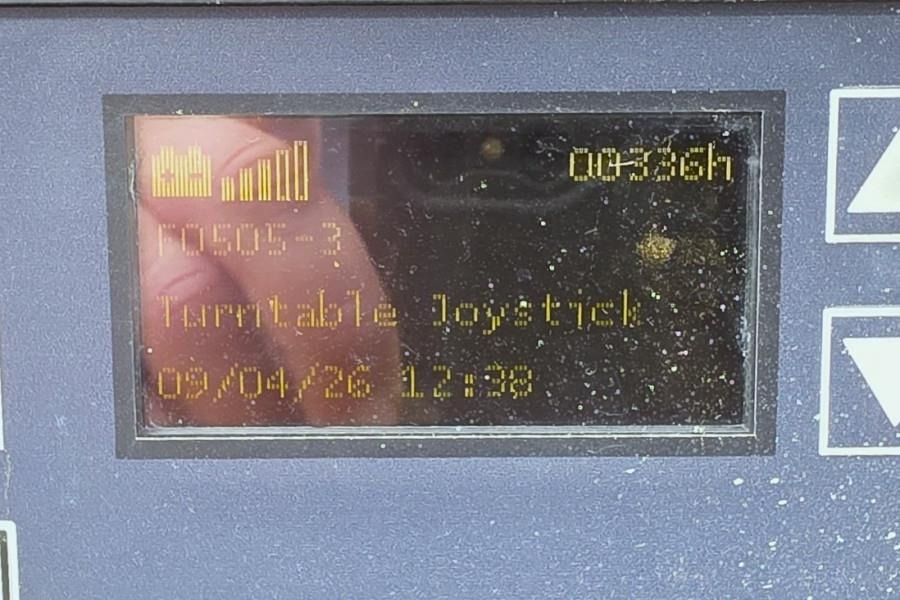 00336h
F0505-3
Turntable Joystick
09/04/26 12:38